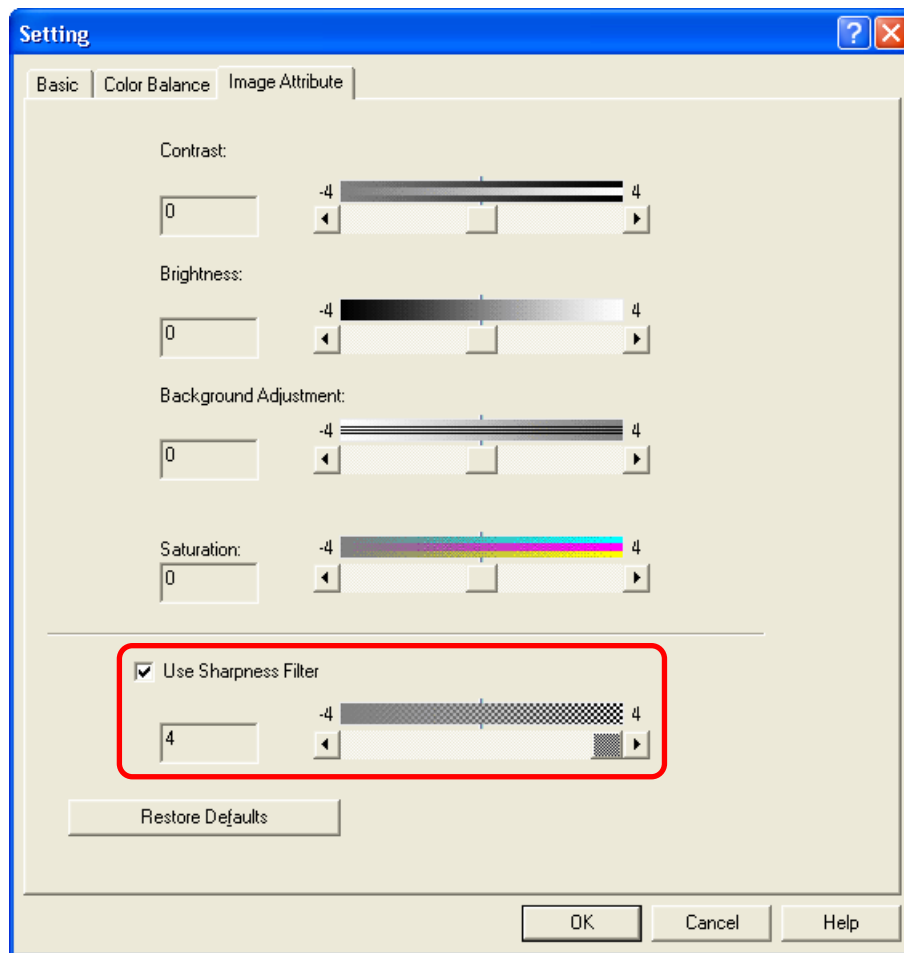 Setting
Basic Color Balance Image Attribute
Contrast:
-4 4
0
Brightness:
-4 4
0
Background Adjustment:
-4 4
0
Saturation:
-4 4
0
Use Sharpness Filter
-4 4
4
Restore Defaults
OK Cancel Help